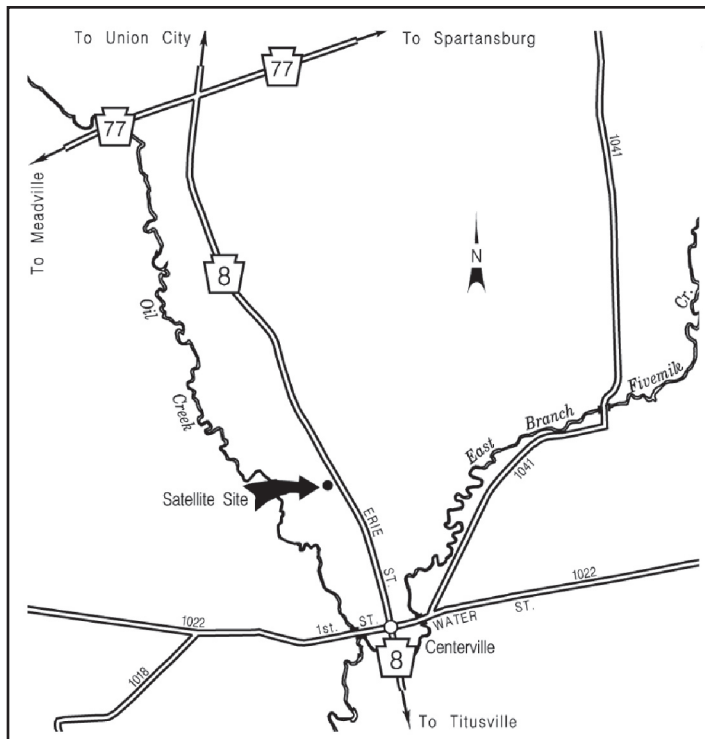 To Union City
To Spartansburg
77
77
To Meadville
1041
8
N
Oil
Creek
Cr.
Fivemile
Branch
East
1041
Satellite Site
ERIE
ST.
1022
1022
1st. ST.
WATER ST.
Centerville
8
1018
To Titusville